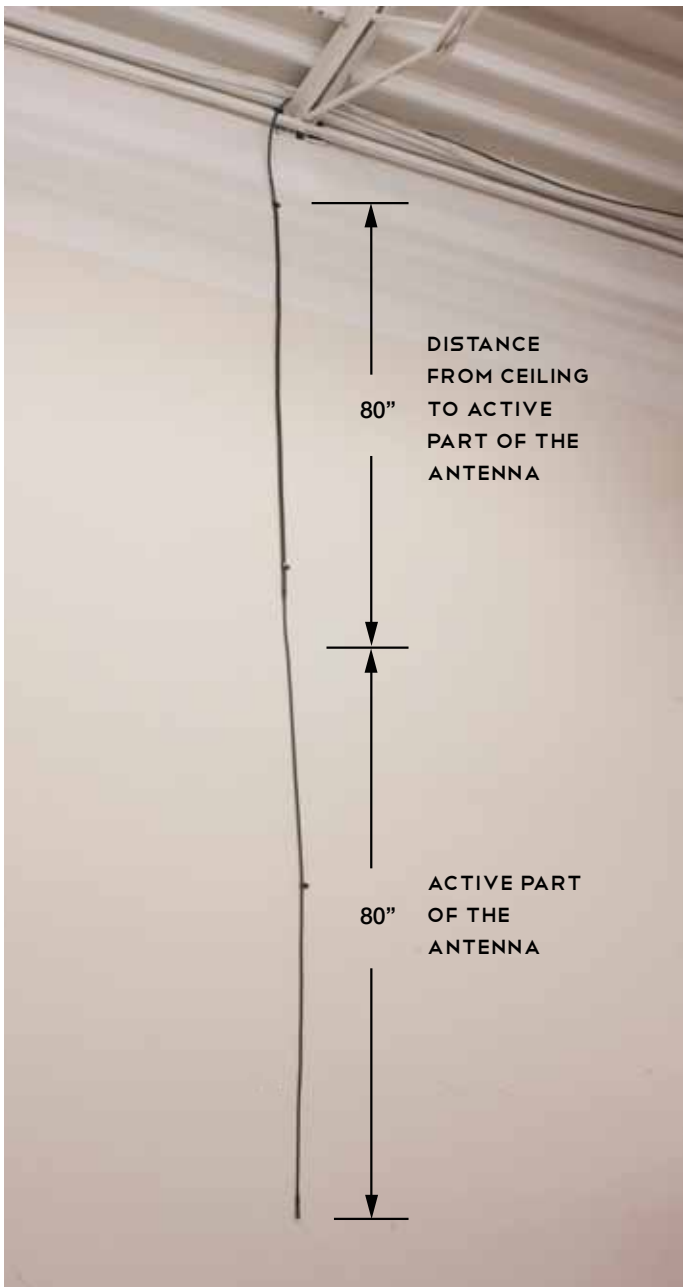 DISTANCE
FROM CEILING
80” TO ACTIVE
PART OF THE
ANTENNA
ACTIVE PART
80” OF THE
ANTENNA